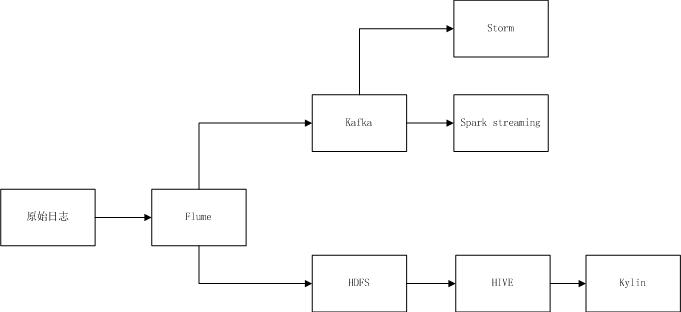 Storm
Kafka
Spark streaming
原始日志
Flume
HDFS
HIVE
Kylin